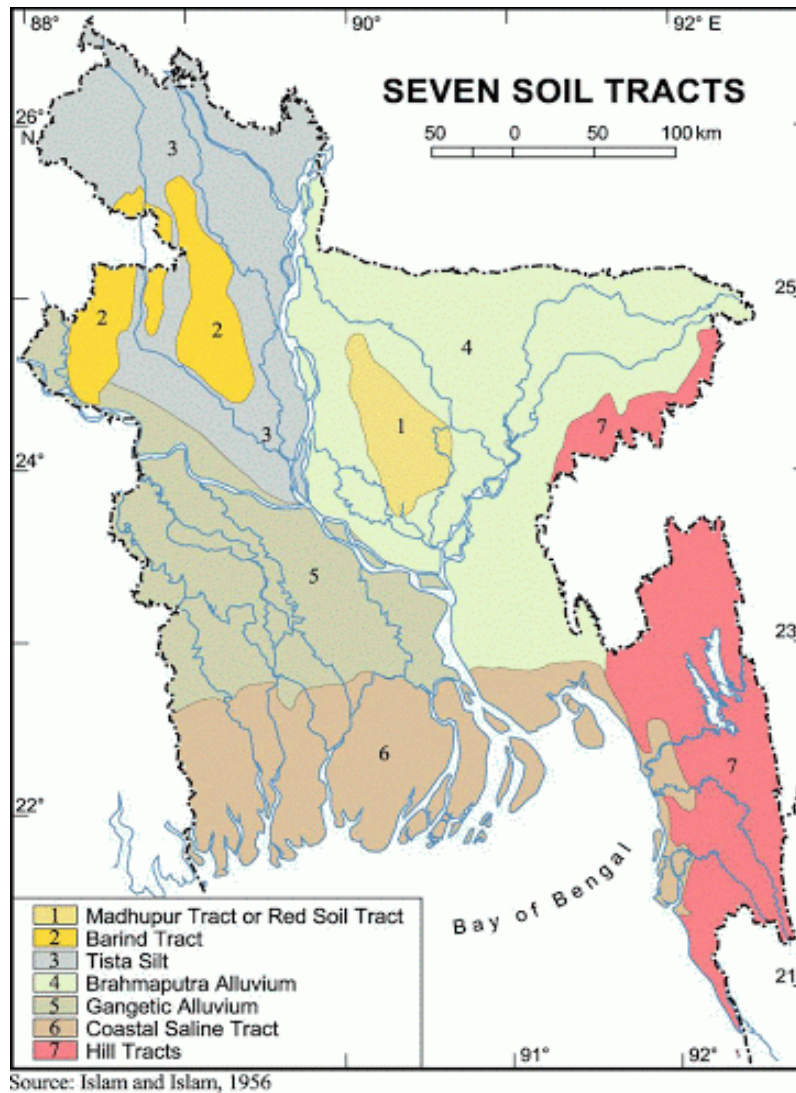 88°
90°
92° E
SEVEN SOIL TRACTS
26°
N
50 0 50 100 km
3
25
2
2
4
1
7
24°
3
5
23
6
7
22°
Bay of Bengal
21
1 Madhupur Tract or Red Soil Tract
2 Barind Tract
3 Tista Silt
4 Brahmaputra Alluvium
5 Gangetic Alluvium
6 Coastal Saline Tract
7 Hill Tracts
91°
92°
Source: Islam and Islam, 1956